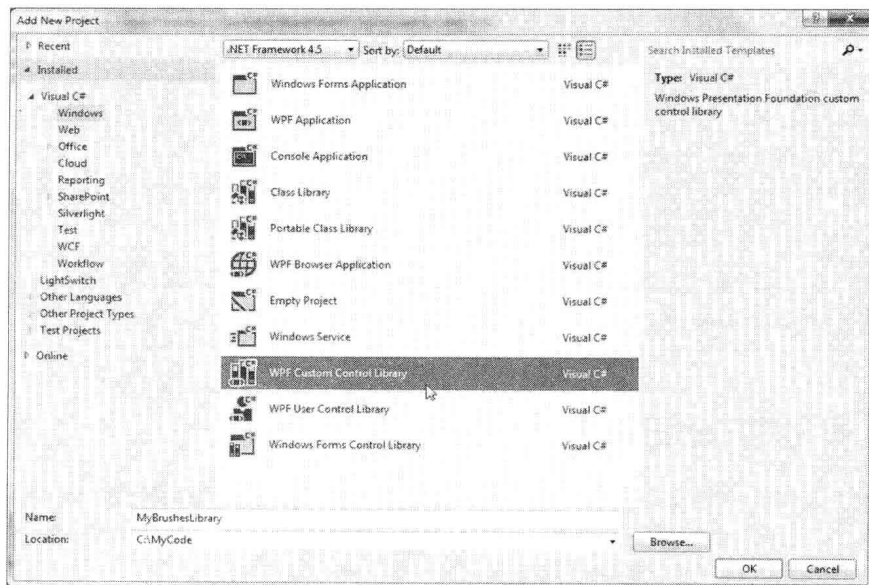 Add New Project
Recent
Installed
Visual C#
Windows
Web
Office
Cloud
Reporting
SharePoint
Silverlight
Test
WCF
Workflow
LightSwitch
Other Languages
Other Project Types
Test Projects
Online
.NET Framework 4.5 Sort by: Default
Windows Forms Application Visual C#
WPF Application Visual C#
Console Application Visual C#
Class Library Visual C#
Portable Class Library Visual C#
WPF Browser Application Visual C#
Empty Project Visual C#
Windows Service Visual C#
WPF Custom Control Library Visual C#
WPF User Control Library Visual C#
Windows Forms Control Library Visual C#
Search Installed Templates
Type: Visual C#
Windows Presentation Foundation custom
control library
Name: MyBrushesLibrary
Location: C:\MyCode
Browse...
OK Cancel